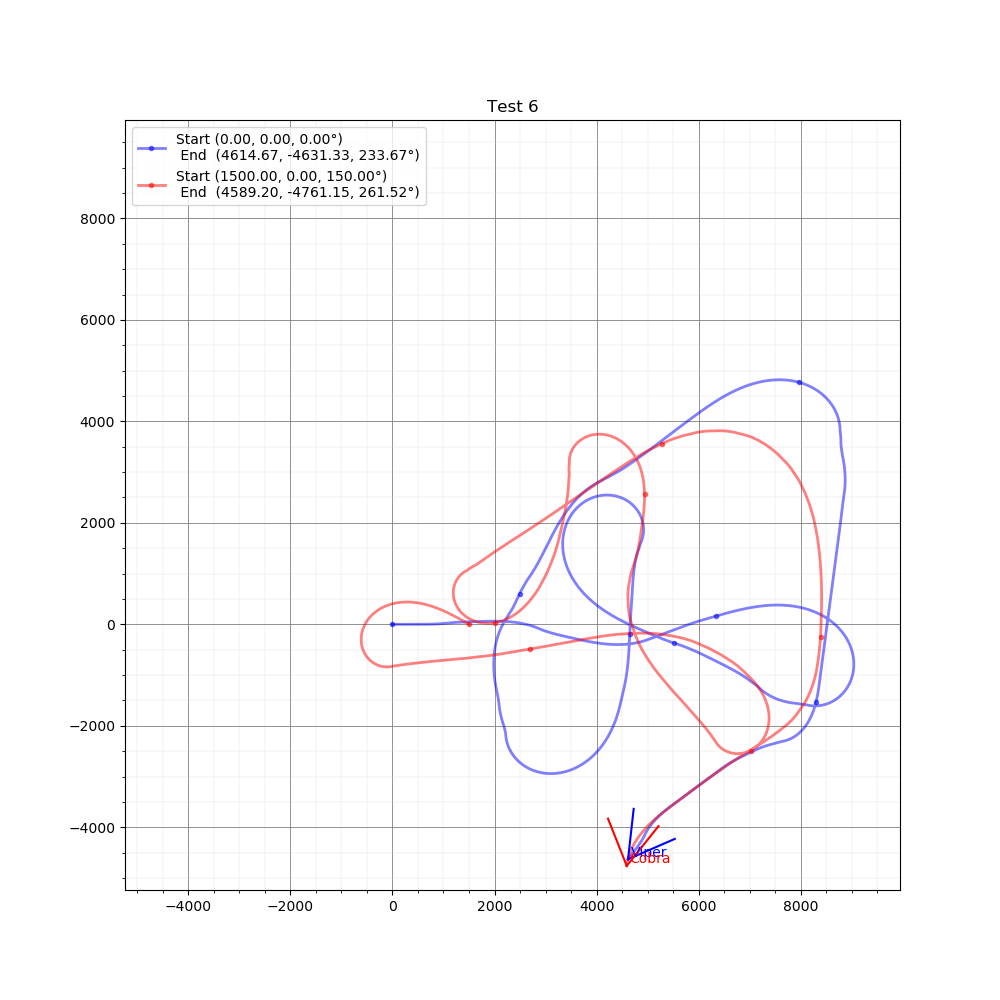 Test 6
Start (0.00, 0.00, 0.00°)
End (4614.67, -4631.33, 233.67°)
Start (1500.00, 0.00, 150.00°)
End (4589.20, -4761.15, 261.52°)
8000
6000
4000
2000
0
−2000
−4000
Viper
Cobra
−4000 −2000 0 2000 4000 6000 8000